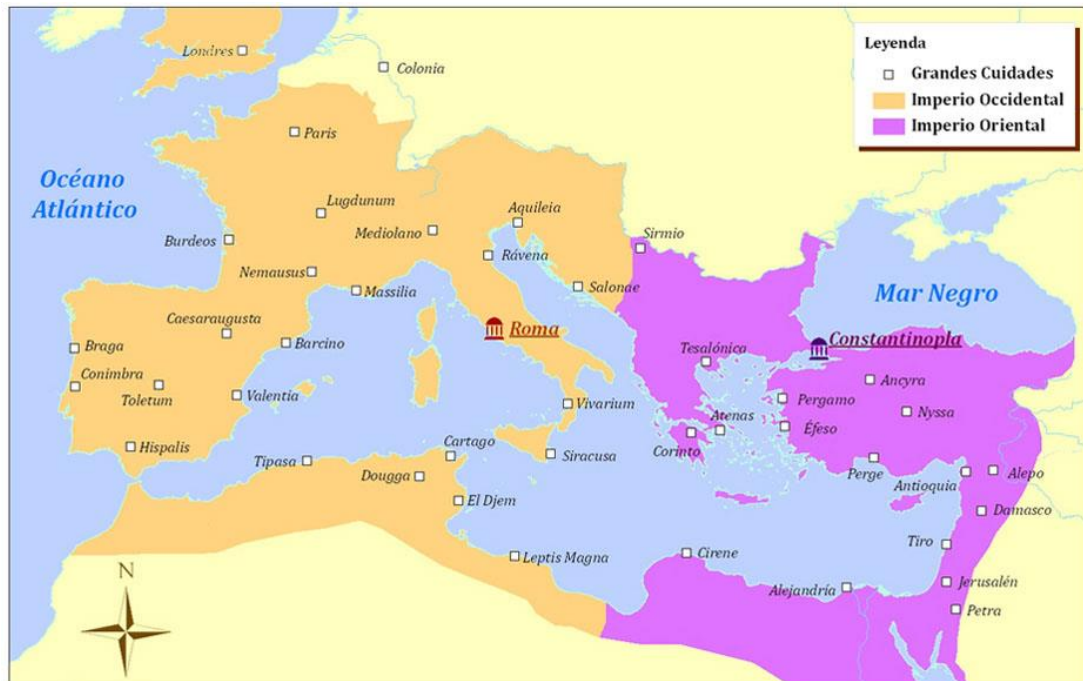 Leyenda
Grandes Cuidades
Imperio Occidental
Imperio Oriental
Londres
Colonia
Paris
Océano
Atlántico
Lugdunum
Aquileia
Mediolano
Burdeos
Rávena
Sirmio
Nemausus
Massilia
Salonae
Mar Negro
Caesaraugusta
Roma
Constantinopla
Braga
Barcino
Tesalónica
Conimbra
Ancyra
Toletum
Valentia
Vivarium
Pergamo
Nyssa
Atenas
Éfeso
Hispalis
Cartago
Corinto
Tipasa
Siracusa
Perge
Dougga
Antioquia
Alepo
El Djem
Damasco
Tiro
Leptis Magna
Cirene
N
Alejandría
Jerusalén
Petra